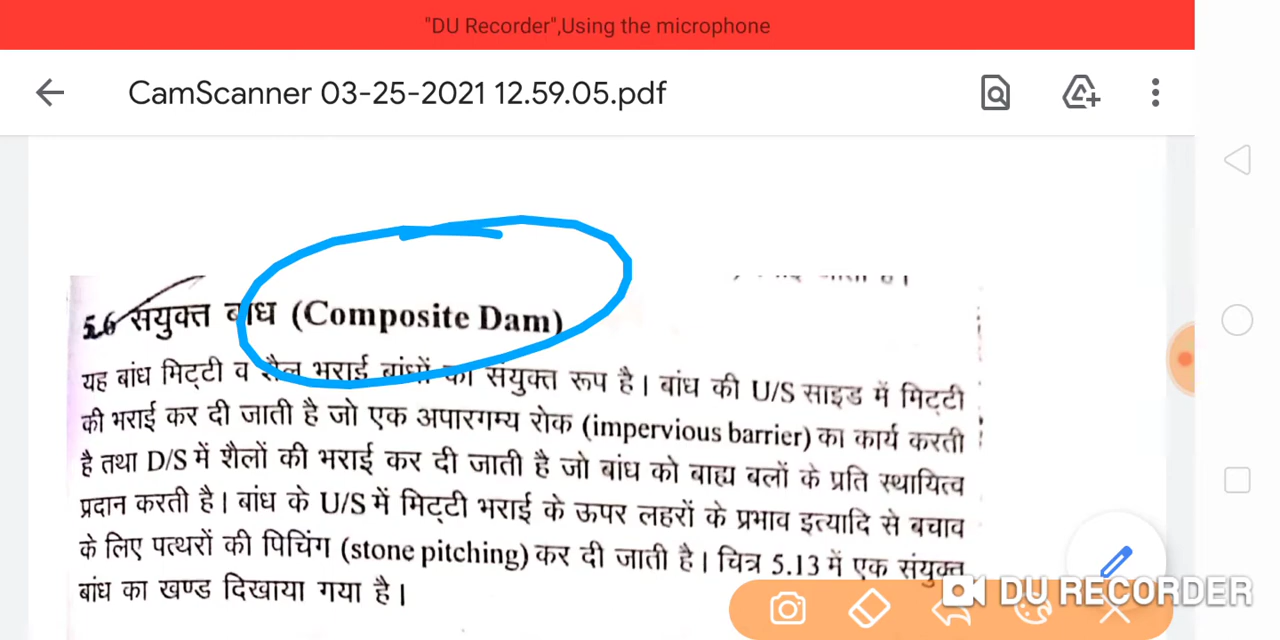 "DU Recorder",Using the microphone
CamScanner 03-25-2021 12.59.05.pdf
5.6 संयुक्त बांध (Composite Dam)
यह बांध मिट्टी व शैल भराई बांधों का संयुक्त रूप है। बांध की U/S साइड में मिट्टी
की भराई कर दी जाती है जो एक अपारगम्य रोक (impervious barrier) का कार्य करती
है तथा D/S में शैलों की भराई कर दी जाती है जो बांध को बाह्य बलों के प्रति स्थायित्व
प्रदान करती है। बांध के U/S में मिट्टी भराई के ऊपर लहरों के प्रभाव इत्यादि से बचाव
के लिए पत्थरों की पिचिंग (stone pitching) कर दी जाती है। चित्र 5.13 में एक संयुक्त
बांध का खण्ड दिखाया गया है।
DU RECORDER